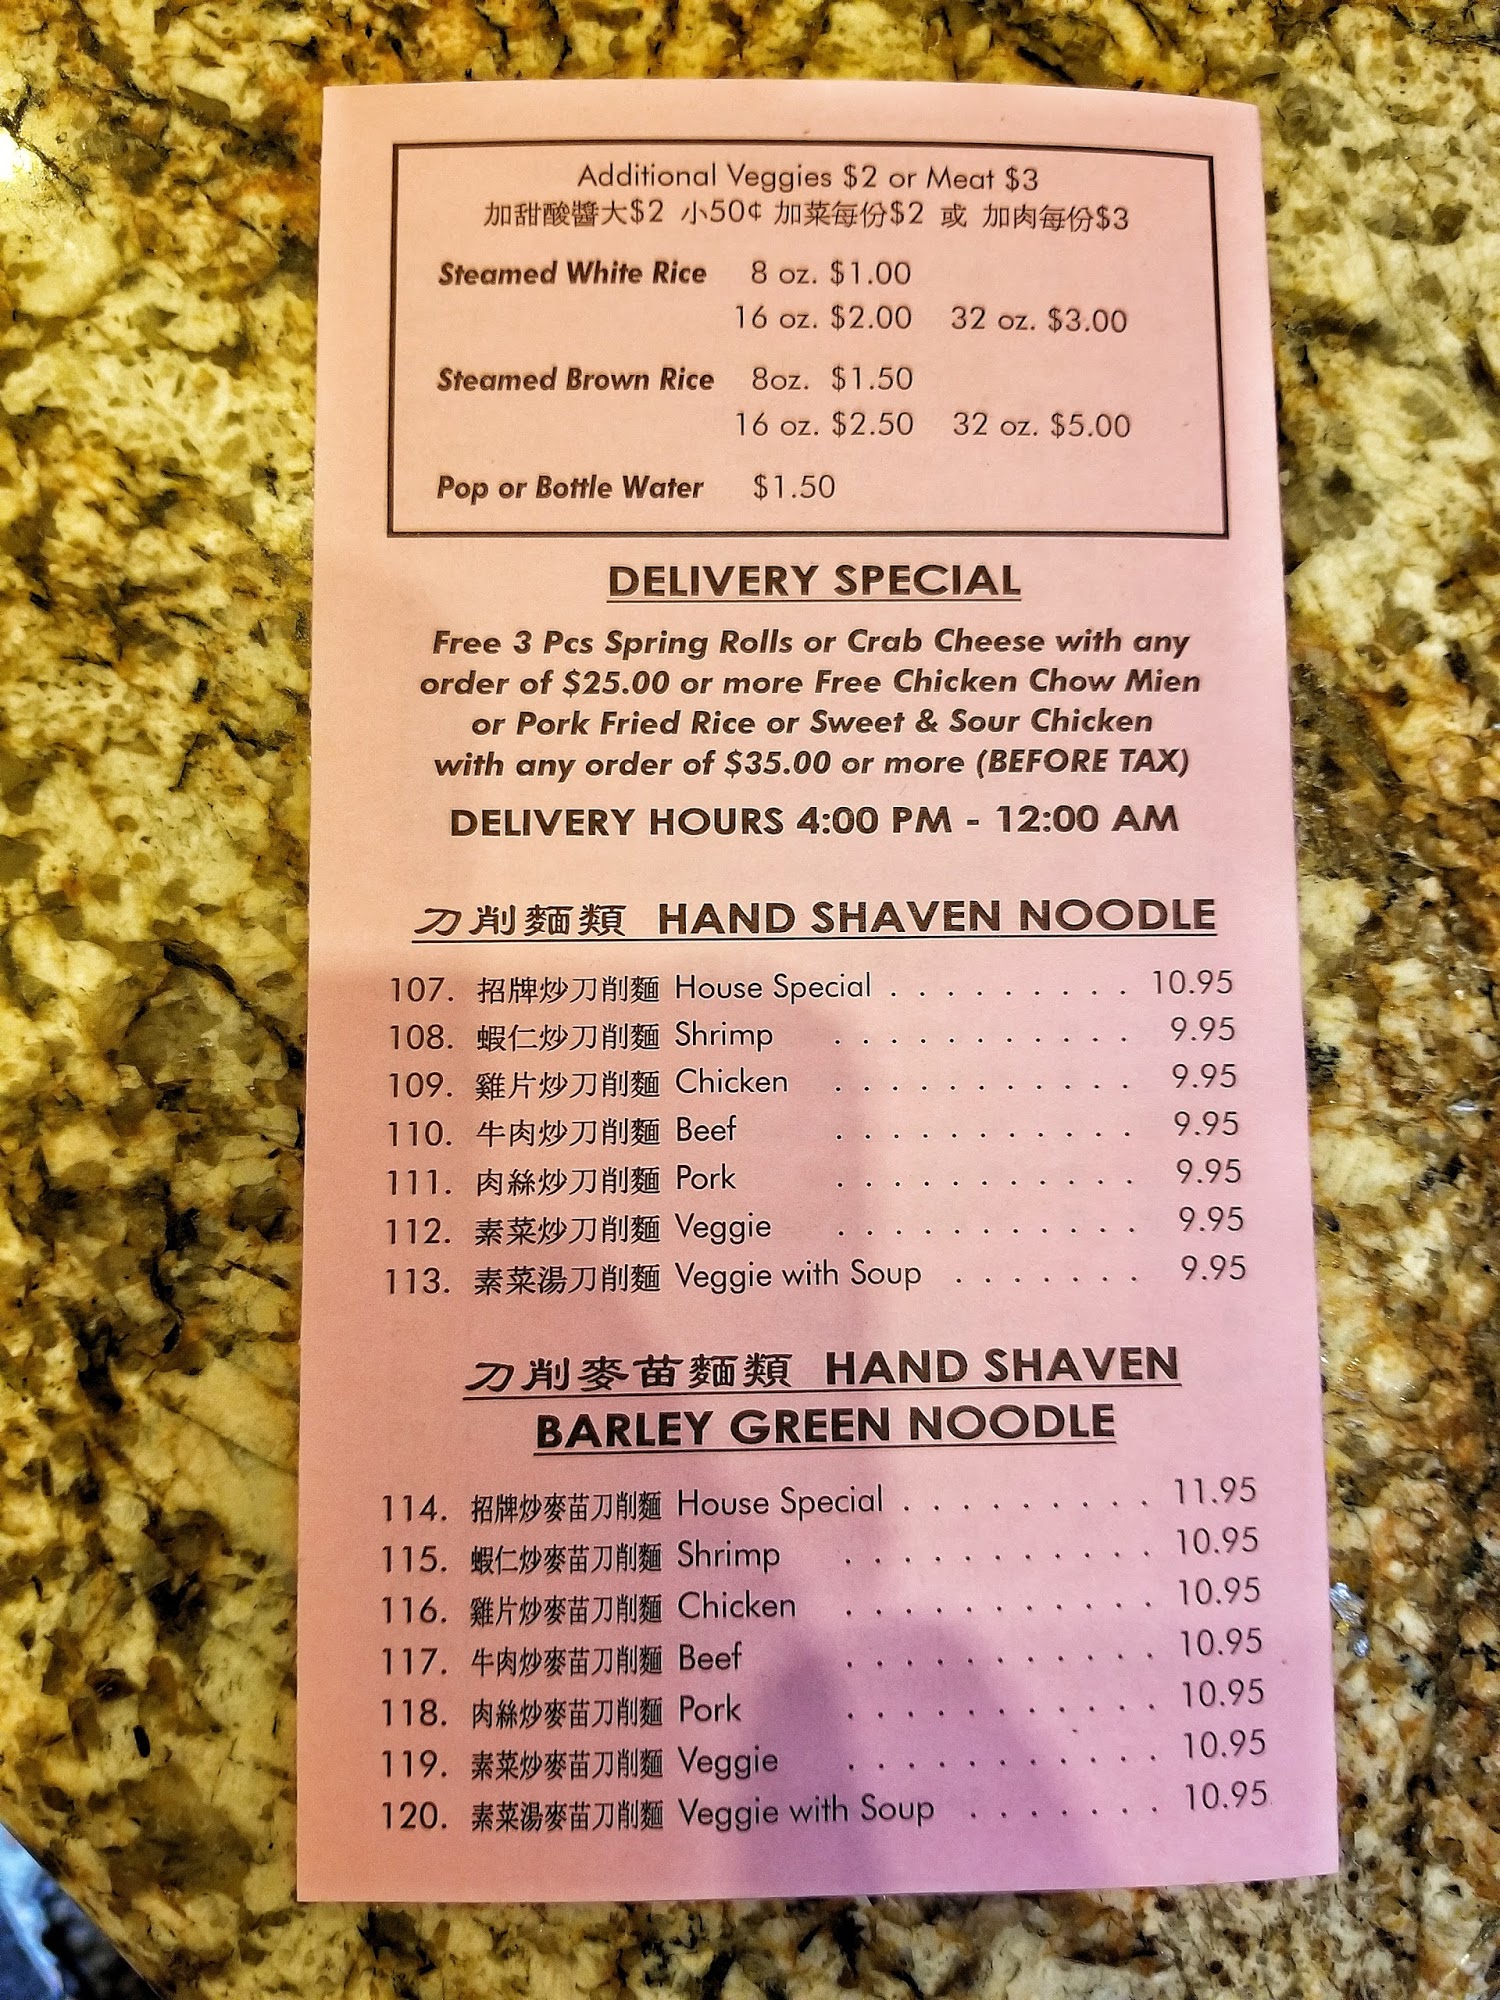 Additional Veggies $2 or Meat $3
加甜酸醬大$2 小50¢ 加菜每份$2 或 加肉每份$3
Steamed White Rice 8 oz. $1.00
16 oz. $2.00 32 oz. $3.00
Steamed Brown Rice 8oz. $1.50
16 oz. $2.50 32 oz. $5.00
Pop or Bottle Water $1.50
DELIVERY SPECIAL
Free 3 Pcs Spring Rolls or Crab Cheese with any
order of $25.00 or more Free Chicken Chow Mien
or Pork Fried Rice or Sweet & Sour Chicken
with any order of $35.00 or more (BEFORE TAX)
DELIVERY HOURS 4:00 PM - 12:00 AM
刀削麵類 HAND SHAVEN NOODLE
107. 招牌炒刀削麵 House Special . . . . . . . . . 10.95
108. 蝦仁炒刀削麵 Shrimp . . . . . . . . . . . 9.95
109. 雞片炒刀削麵 Chicken . . . . . . . . . . . 9.95
110. 牛肉炒刀削麵 Beef . . . . . . . . . . . 9.95
111. 肉絲炒刀削麵 Pork . . . . . . . . . . . 9.95
112. 素菜炒刀削麵 Veggie . . . . . . . . . . . 9.95
113. 素菜湯刀削麵 Veggie with Soup . . . . . . . 9.95
刀削麥苗麵類 HAND SHAVEN
BARLEY GREEN NOODLE
114. 招牌炒麥苗刀削麵 House Special . . . . . . . . . 11.95
115. 蝦仁炒麥苗刀削麵 Shrimp . . . . . . . . . . . 10.95
116. 雞片炒麥苗刀削麵 Chicken . . . . . . . . . . . 10.95
117. 牛肉炒麥苗刀削麵 Beef . . . . . . . . . . . 10.95
118. 肉絲炒麥苗刀削麵 Pork . . . . . . . . . . . 10.95
119. 素菜炒麥苗刀削麵 Veggie . . . . . . . . . . . 10.95
120. 素菜湯麥苗刀削麵 Veggie with Soup . . . . . . . 10.95